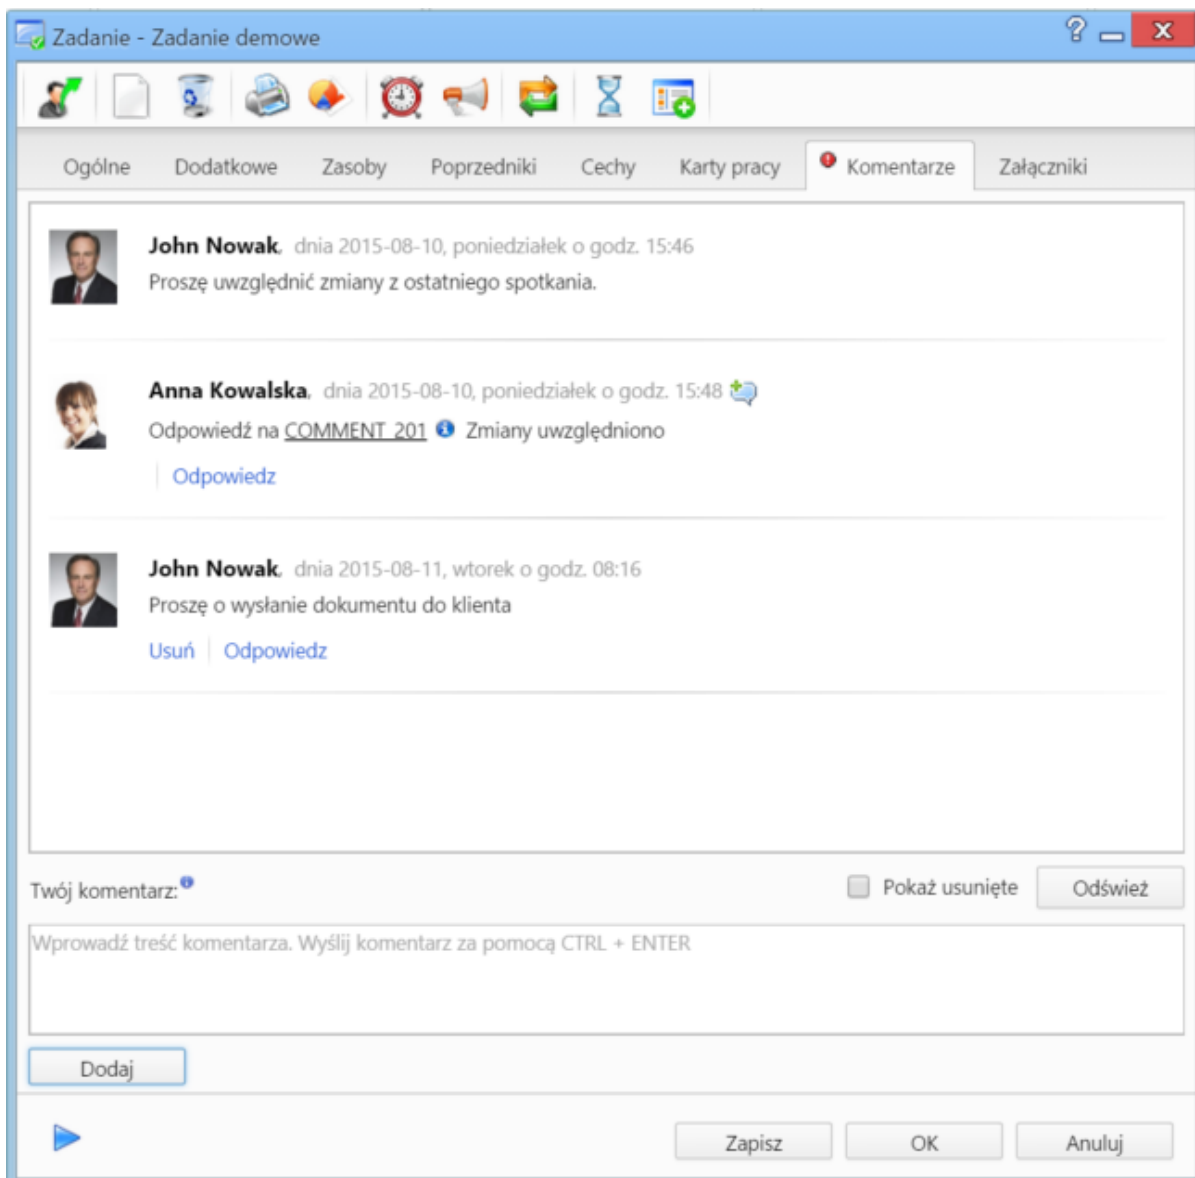 Zadanie - Zadanie demowe
Ogólne Dodatkowe Zasoby Poprzedniki Cechy Karty pracy Komentarze Załączniki
John Nowak, dnia 2015-08-10, poniedziałek o godz. 15:46
Proszę uwzględnić zmiany z ostatniego spotkania.
Anna Kowalska, dnia 2015-08-10, poniedziałek o godz. 15:48
Odpowiedź na COMMENT_201 Zmiany uwzględniono
Odpowiedz
John Nowak, dnia 2015-08-11, wtorek o godz. 08:16
Proszę o wysłanie dokumentu do klienta
Usuń Odpowiedz
Twój komentarz: Pokaż usunięte Odśwież
Wprowadź treść komentarza. Wyślij komentarz za pomocą CTRL + ENTER
Dodaj
Zapisz OK Anuluj